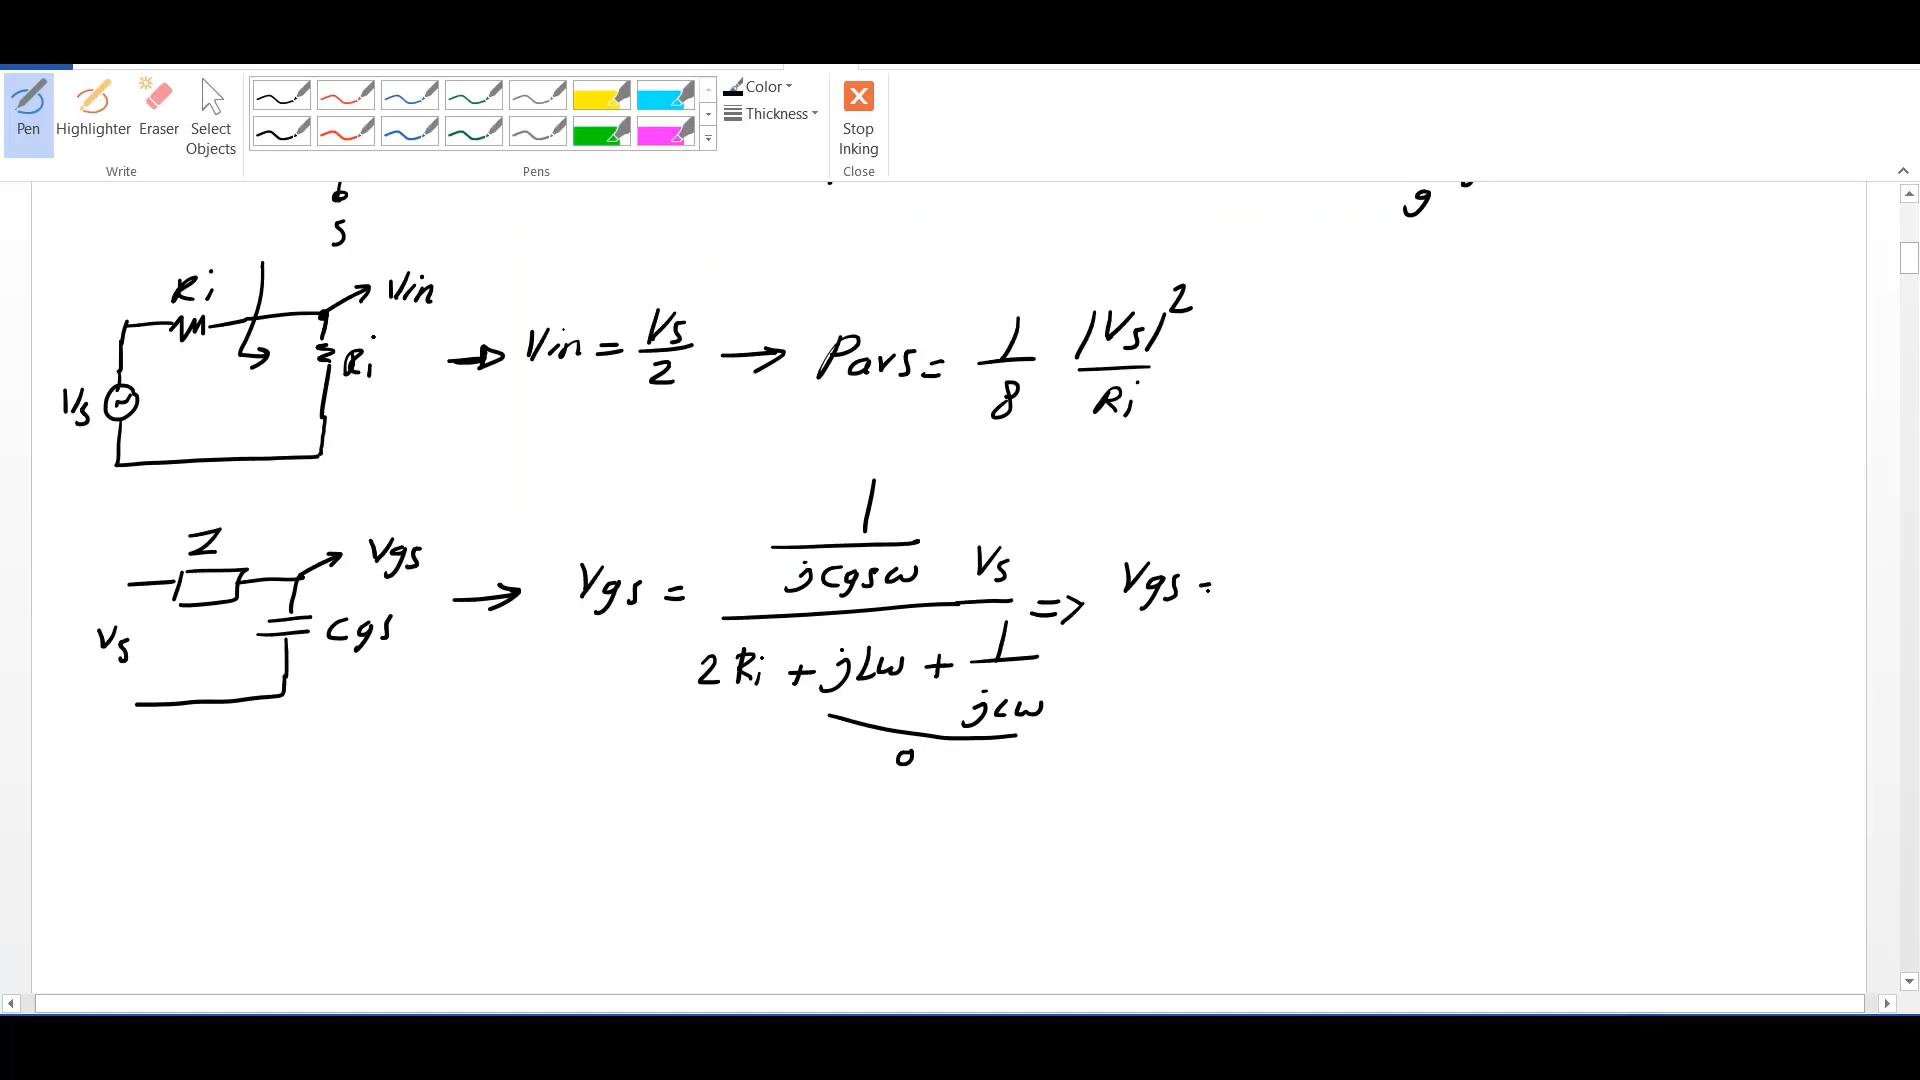 Color
Thickness
Pen Highlighter Eraser Select Objects Stop Inking
Write Pens Close
b
s
g
Ri Vin
Vs Ri → Vin = Vs/2 → Pavs = 1/8 |Vs|²/Ri
Z Vgs
Vs Cgs → Vgs = (1/(jCgsω) Vs)/(2Ri + jLω + 1/(jCω)) => Vgs =
0